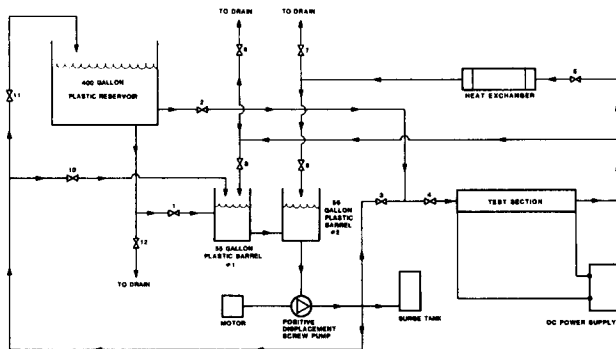 TO DRAIN
TO DRAIN
6
7
5
11
400 GALLON
PLASTIC RESERVOIR
HEAT EXCHANGER
2
10
9
8
1
3
4
TEST SECTION
55 GALLON
PLASTIC
BARREL
#2
12
55 GALLON
PLASTIC BARREL
#1
TO DRAIN
MOTOR
POSITIVE
DISPLACEMENT
SCREW PUMP
SURGE TANK
DC POWER SUPPLY